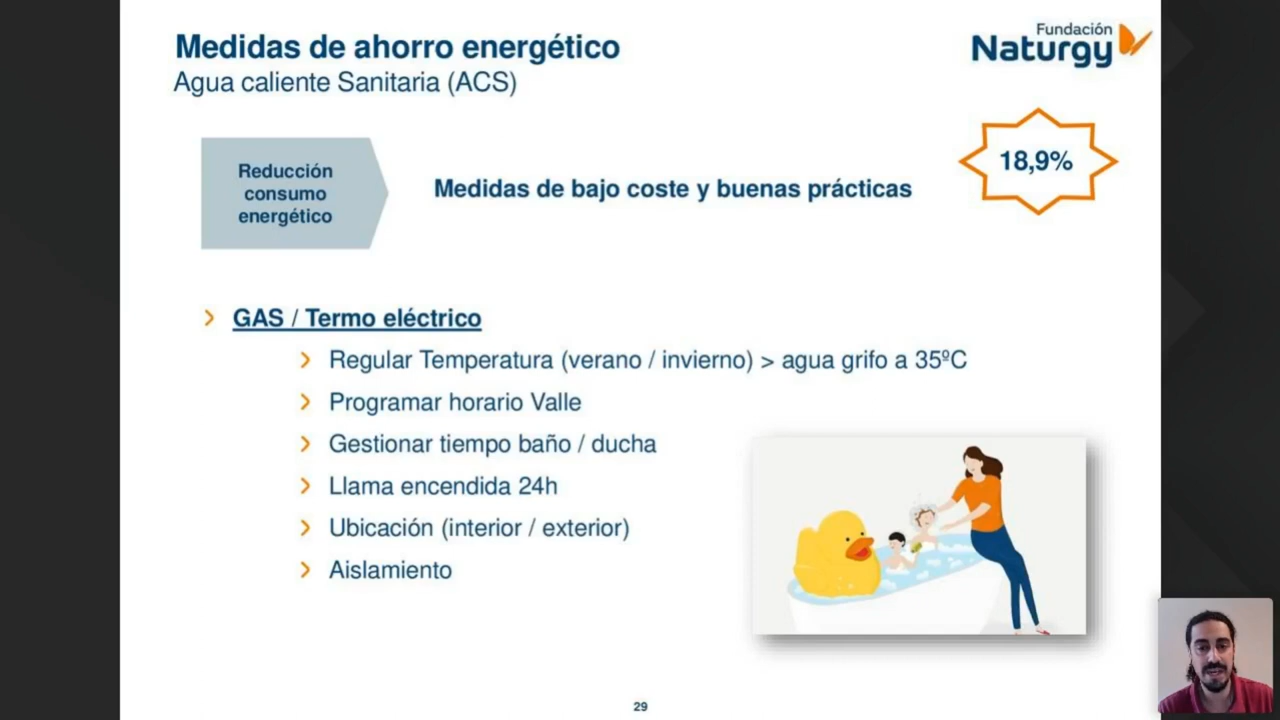 Medidas de ahorro energético
Agua caliente Sanitaria (ACS)
Fundación
Naturgy
18,9%
Reducción
consumo
energético
Medidas de bajo coste y buenas prácticas
GAS / Termo eléctrico
Regular Temperatura (verano / invierno) > agua grifo a 35ºC
Programar horario Valle
Gestionar tiempo baño / ducha
Llama encendida 24h
Ubicación (interior / exterior)
Aislamiento
29